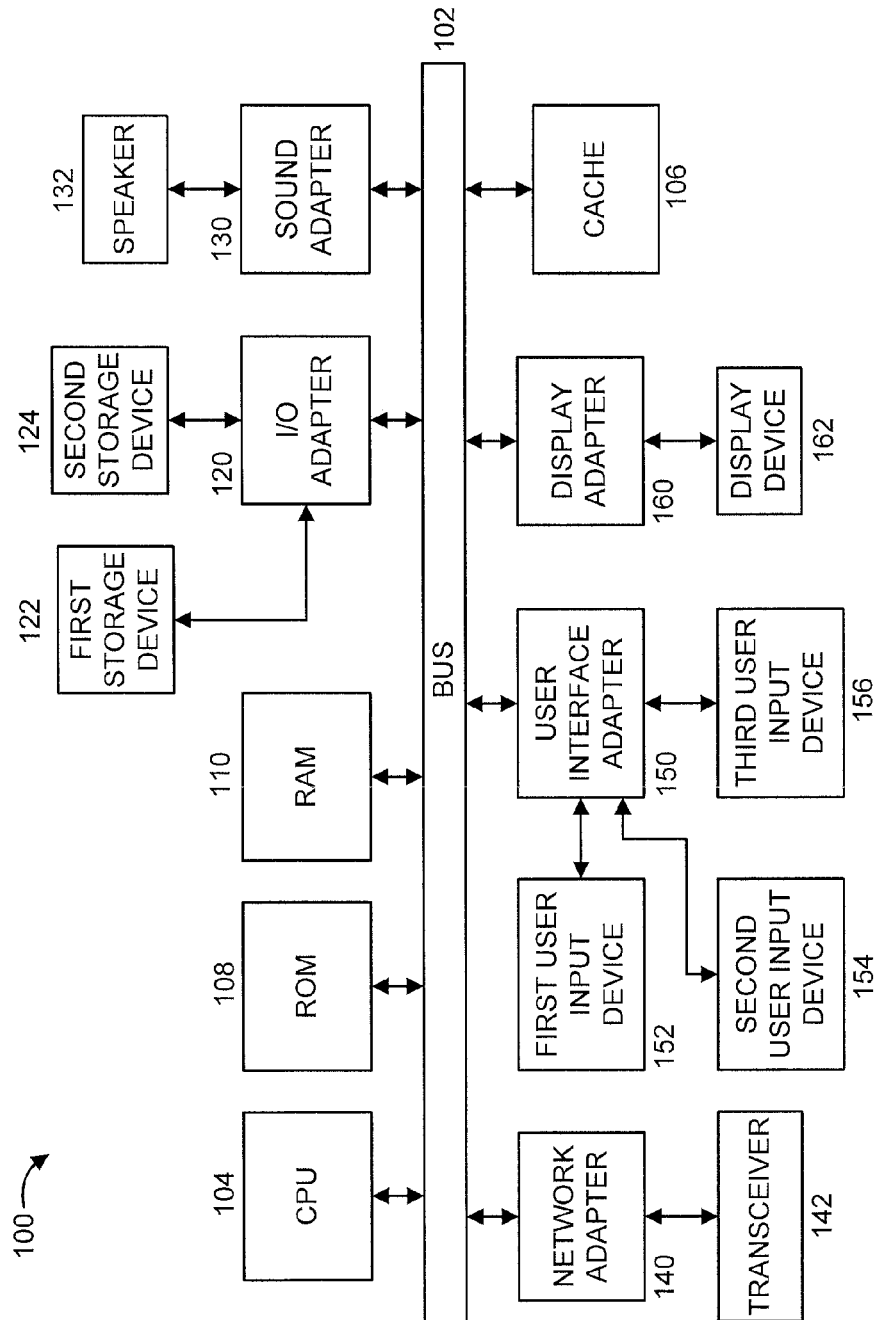 100
104
CPU
108
ROM
110
RAM
122
FIRST
STORAGE
DEVICE
124
SECOND
STORAGE
DEVICE
120
I/O
ADAPTER
132
SPEAKER
130
SOUND
ADAPTER
BUS
102
NETWORK
ADAPTER
140
TRANSCEIVER
142
FIRST USER
INPUT
DEVICE
152
SECOND
USER INPUT
DEVICE
154
USER
INTERFACE
ADAPTER
150
THIRD USER
INPUT
DEVICE
156
DISPLAY
ADAPTER
160
DISPLAY
DEVICE
162
CACHE
106